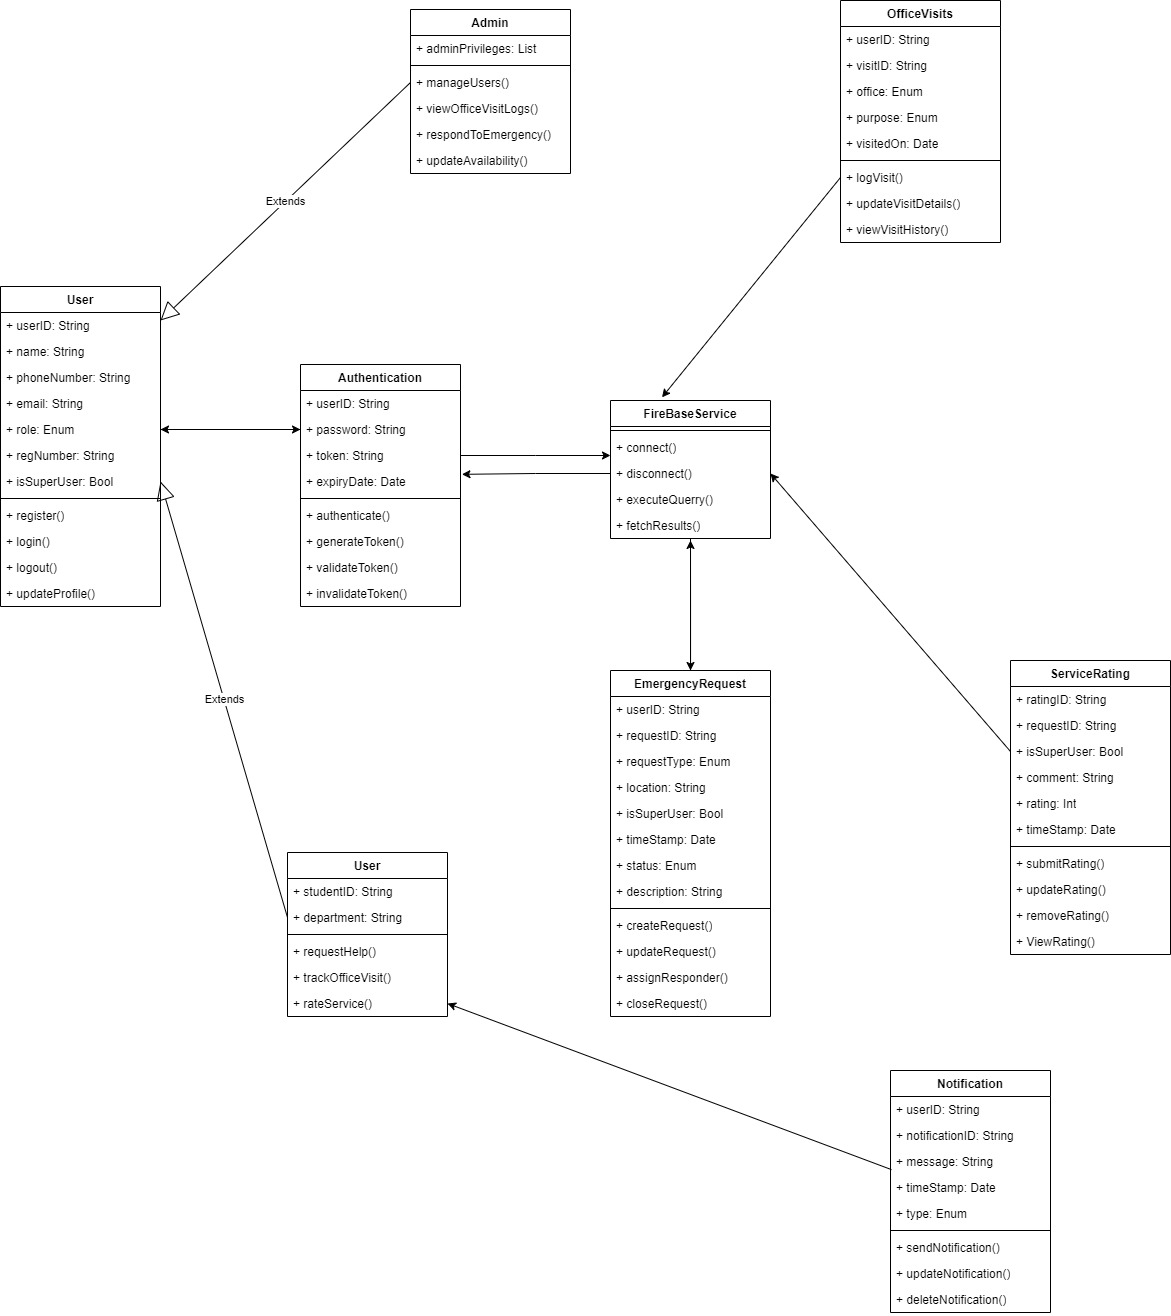 Admin
+ adminPrivileges: List
+ manageUsers()
+ viewOfficeVisitLogs()
+ respondToEmergency()
+ updateAvailability()
OfficeVisits
+ userID: String
+ visitID: String
+ office: Enum
+ purpose: Enum
+ visitedOn: Date
+ logVisit()
+ updateVisitDetails()
+ viewVisitHistory()
Extends
User
+ userID: String
+ name: String
+ phoneNumber: String
+ email: String
+ role: Enum
+ regNumber: String
+ isSuperUser: Bool
+ register()
+ login()
+ logout()
+ updateProfile()
Authentication
+ userID: String
+ password: String
+ token: String
+ expiryDate: Date
+ authenticate()
+ generateToken()
+ validateToken()
+ invalidateToken()
FireBaseService
+ connect()
+ disconnect()
+ executeQuerry()
+ fetchResults()
Extends
EmergencyRequest
+ userID: String
+ requestID: String
+ requestType: Enum
+ location: String
+ isSuperUser: Bool
+ timeStamp: Date
+ status: Enum
+ description: String
+ createRequest()
+ updateRequest()
+ assignResponder()
+ closeRequest()
ServiceRating
+ ratingID: String
+ requestID: String
+ isSuperUser: Bool
+ comment: String
+ rating: Int
+ timeStamp: Date
+ submitRating()
+ updateRating()
+ removeRating()
+ ViewRating()
User
+ studentID: String
+ department: String
+ requestHelp()
+ trackOfficeVisit()
+ rateService()
Notification
+ userID: String
+ notificationID: String
+ message: String
+ timeStamp: Date
+ type: Enum
+ sendNotification()
+ updateNotification()
+ deleteNotification()